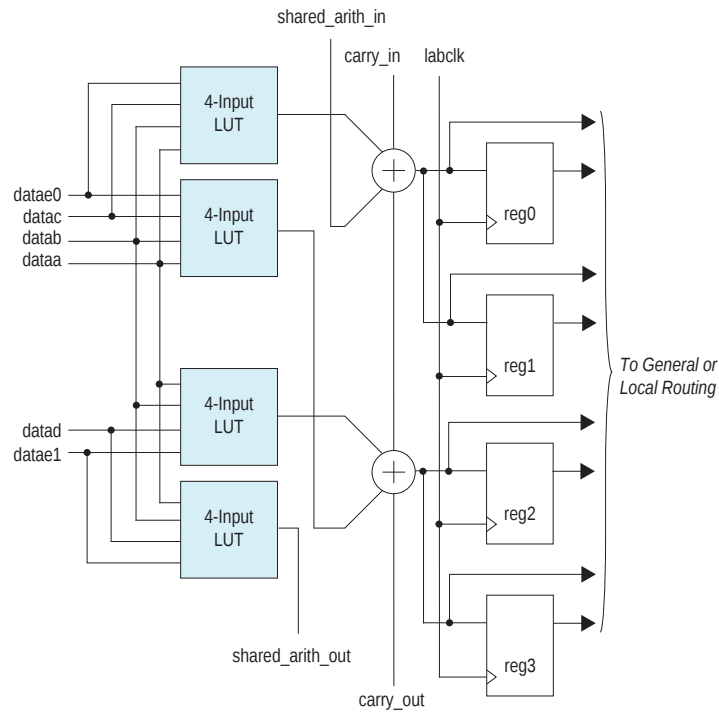 shared_arith_in
carry_in
labclk
4-Input
LUT
datae0
datac
datab
dataa
4-Input
LUT
reg0
reg1
To General or
Local Routing
4-Input
LUT
datad
datae1
reg2
4-Input
LUT
shared_arith_out
reg3
carry_out